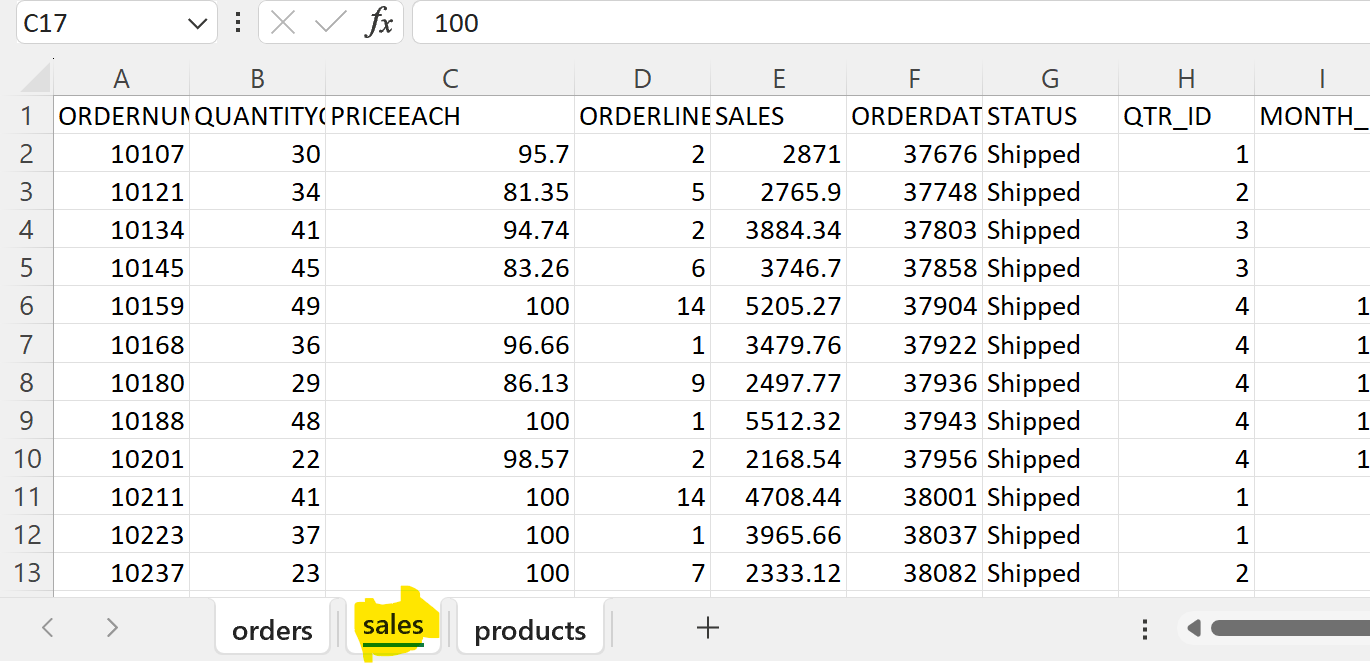 C17 fx 100
A B C D E F G H I
1 ORDERNUM QUANTITYO PRICEEACH ORDERLINE SALES ORDERDAT STATUS QTR_ID MONTH_
2 10107 30 95.7 2 2871 37676 Shipped 1
3 10121 34 81.35 5 2765.9 37748 Shipped 2
4 10134 41 94.74 2 3884.34 37803 Shipped 3
5 10145 45 83.26 6 3746.7 37858 Shipped 3
6 10159 49 100 14 5205.27 37904 Shipped 4 1
7 10168 36 96.66 1 3479.76 37922 Shipped 4 1
8 10180 29 86.13 9 2497.77 37936 Shipped 4 1
9 10188 48 100 1 5512.32 37943 Shipped 4 1
10 10201 22 98.57 2 2168.54 37956 Shipped 4 1
11 10211 41 100 14 4708.44 38001 Shipped 1
12 10223 37 100 1 3965.66 38037 Shipped 1
13 10237 23 100 7 2333.12 38082 Shipped 2
orders sales products +